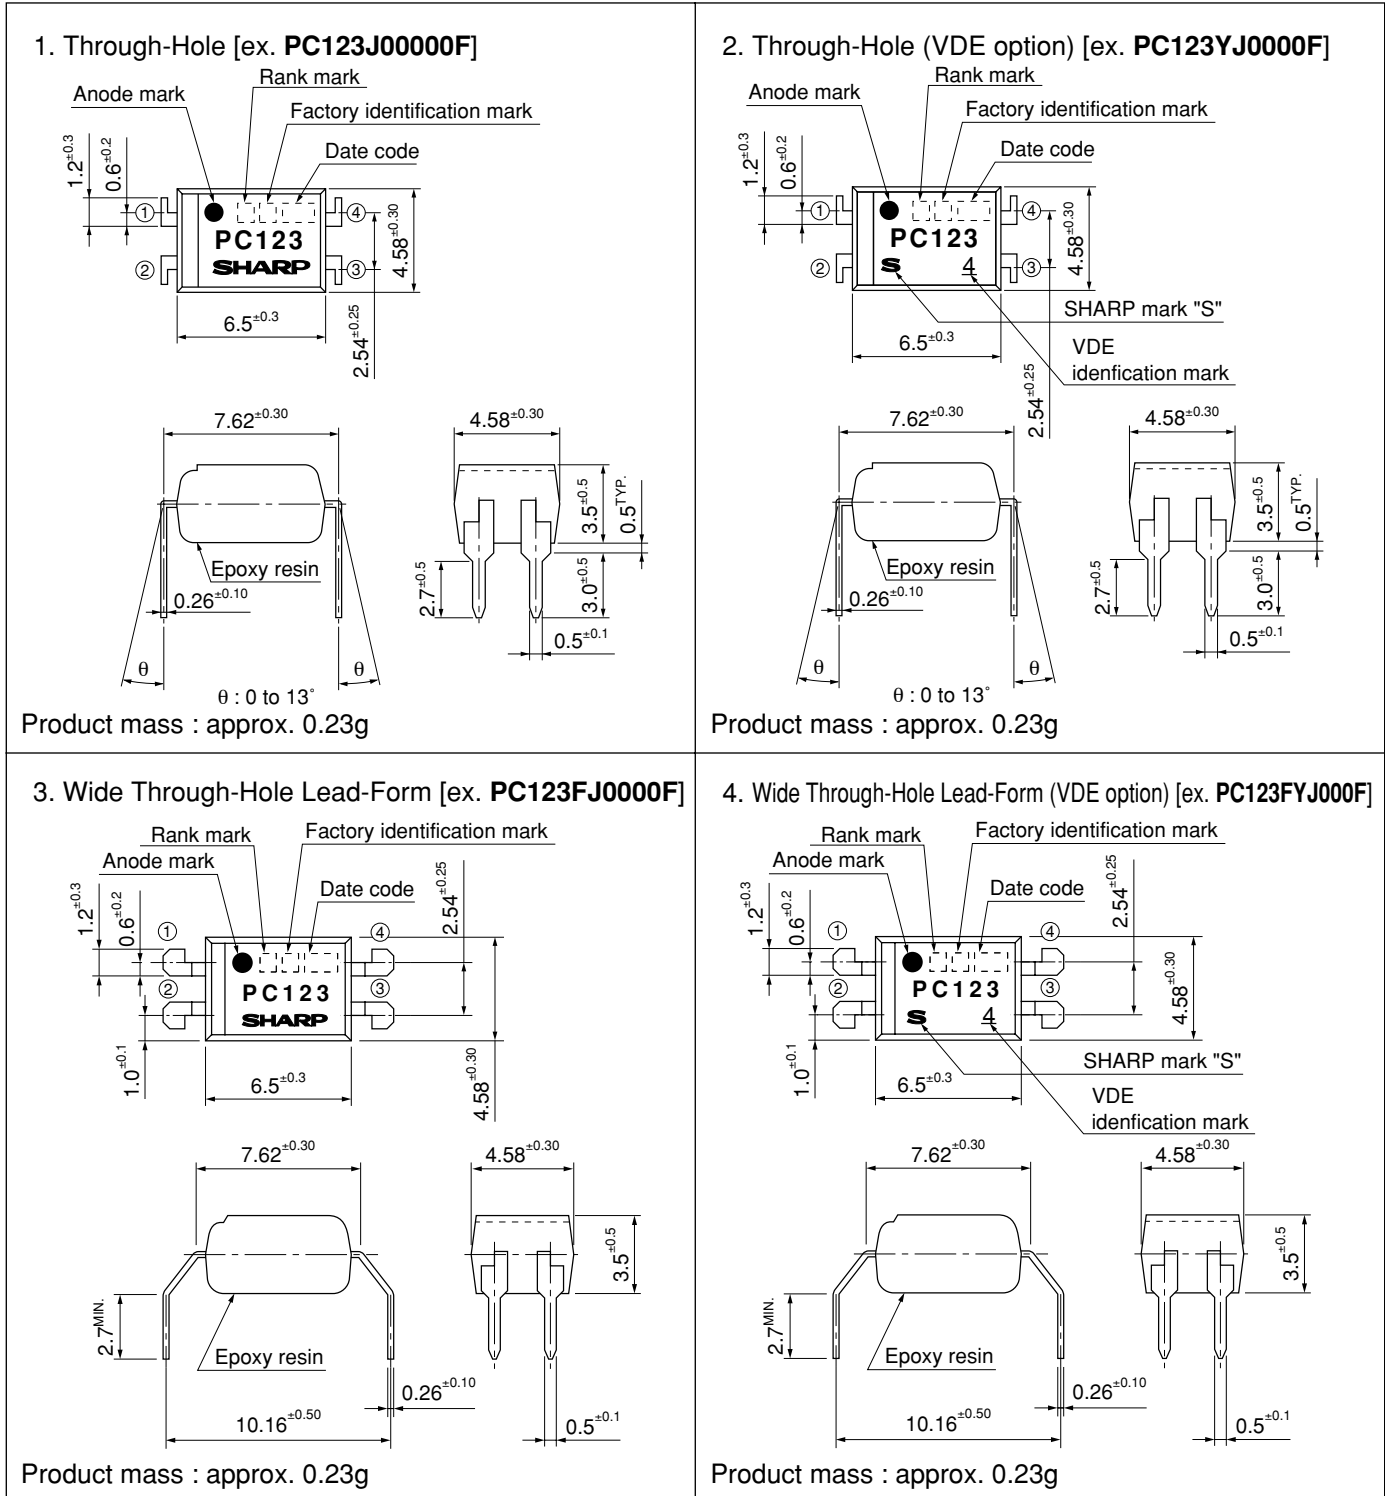 1. Through-Hole [ex. PC123J00000F]
Rank mark
Anode mark
Factory identification mark
Date code
1.2±0.3
0.6±0.2
① ④
PC123
② SHARP ③
4.58±0.30
6.5±0.3
2.54±0.25
7.62±0.30
4.58±0.30
3.5±0.5
0.5TYP.
Epoxy resin
2.7±0.5
3.0±0.5
0.26±0.10
0.5±0.1
θ θ
θ : 0 to 13˚
Product mass : approx. 0.23g
2. Through-Hole (VDE option) [ex. PC123YJ0000F]
Rank mark
Anode mark
Factory identification mark
Date code
1.2±0.3
0.6±0.2
① ④
PC123
② S 4 ③
4.58±0.30
SHARP mark "S"
6.5±0.3
VDE
idenfication mark
2.54±0.25
7.62±0.30
4.58±0.30
3.5±0.5
0.5TYP.
Epoxy resin
2.7±0.5
3.0±0.5
0.26±0.10
0.5±0.1
θ θ
θ : 0 to 13˚
Product mass : approx. 0.23g
3. Wide Through-Hole Lead-Form [ex. PC123FJ0000F]
Rank mark
Factory identification mark
Anode mark
Date code
1.2±0.3
0.6±0.2
2.54±0.25
① ④
② PC123 ③
SHARP
1.0±0.1
6.5±0.3
4.58±0.30
7.62±0.30
4.58±0.30
3.5±0.5
2.7MIN.
Epoxy resin
0.26±0.10
10.16±0.50
0.5±0.1
Product mass : approx. 0.23g
4. Wide Through-Hole Lead-Form (VDE option) [ex. PC123FYJ000F]
Rank mark
Factory identification mark
Anode mark
Date code
1.2±0.3
0.6±0.2
2.54±0.25
① ④
② PC123 ③
S 4
4.58±0.30
1.0±0.1
SHARP mark "S"
6.5±0.3
VDE
idenfication mark
7.62±0.30
4.58±0.30
3.5±0.5
2.7MIN.
Epoxy resin
0.26±0.10
10.16±0.50
0.5±0.1
Product mass : approx. 0.23g